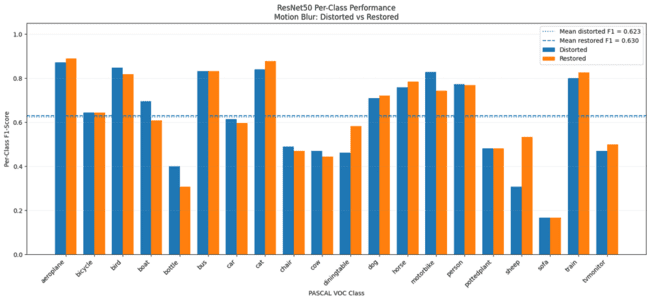 ResNet50 Per-Class Performance
Motion Blur: Distorted vs Restored
Mean distorted F1 = 0.623
Mean restored F1 = 0.630
Distorted
Restored
Per-Class F1-Score
1.0
0.8
0.6
0.4
0.2
0.0
aeroplane
bicycle
bird
boat
bottle
bus
car
cat
chair
cow
diningtable
dog
horse
motorbike
person
pottedplant
sheep
sofa
train
tvmonitor
PASCAL VOC Class